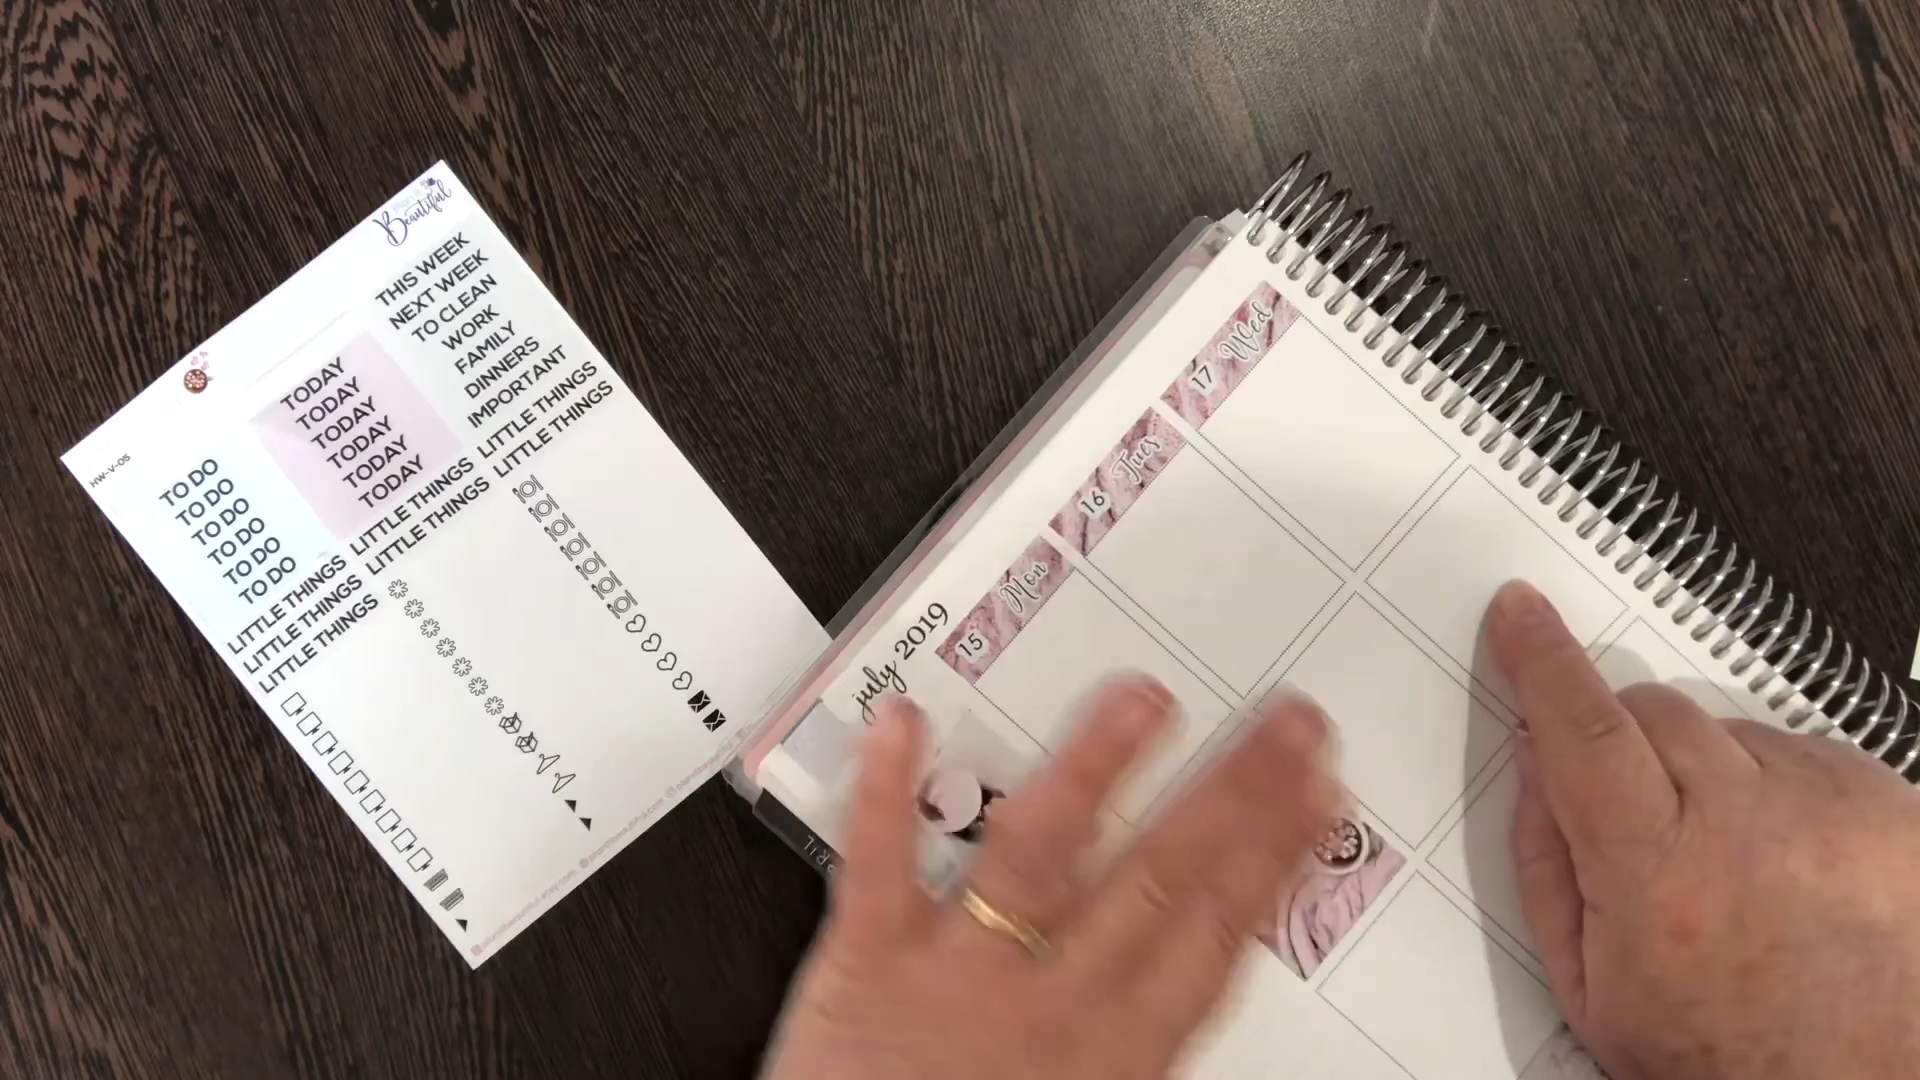 Beautiful
HW-V-05
THIS WEEK
NEXT WEEK
TO CLEAN
WORK
FAMILY
DINNERS
IMPORTANT
TODAY
TODAY
TODAY
TODAY
TODAY
TODAY
TO DO
TO DO
TO DO
TO DO
TO DO
TO DO
LITTLE THINGS LITTLE THINGS LITTLE THINGS
LITTLE THINGS LITTLE THINGS LITTLE THINGS
LITTLE THINGS
july 2019
15 Mon
16 Tues
17 Wed